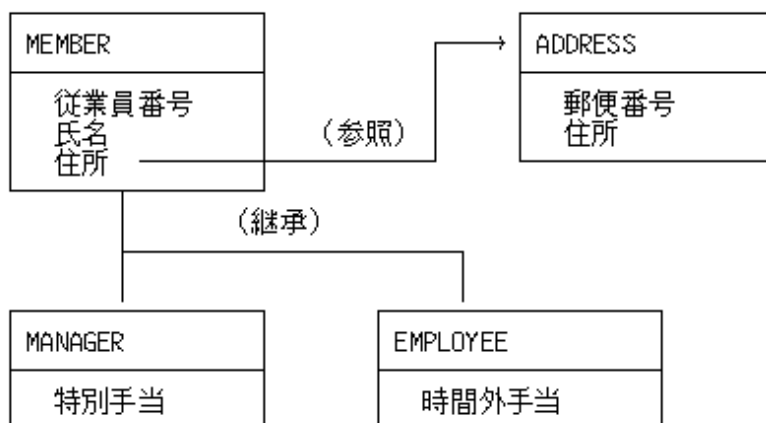 MEMBER
従業員番号
氏名
住所
(参照)
ADDRESS
郵便番号
住所
(継承)
MANAGER
特別手当
EMPLOYEE
時間外手当